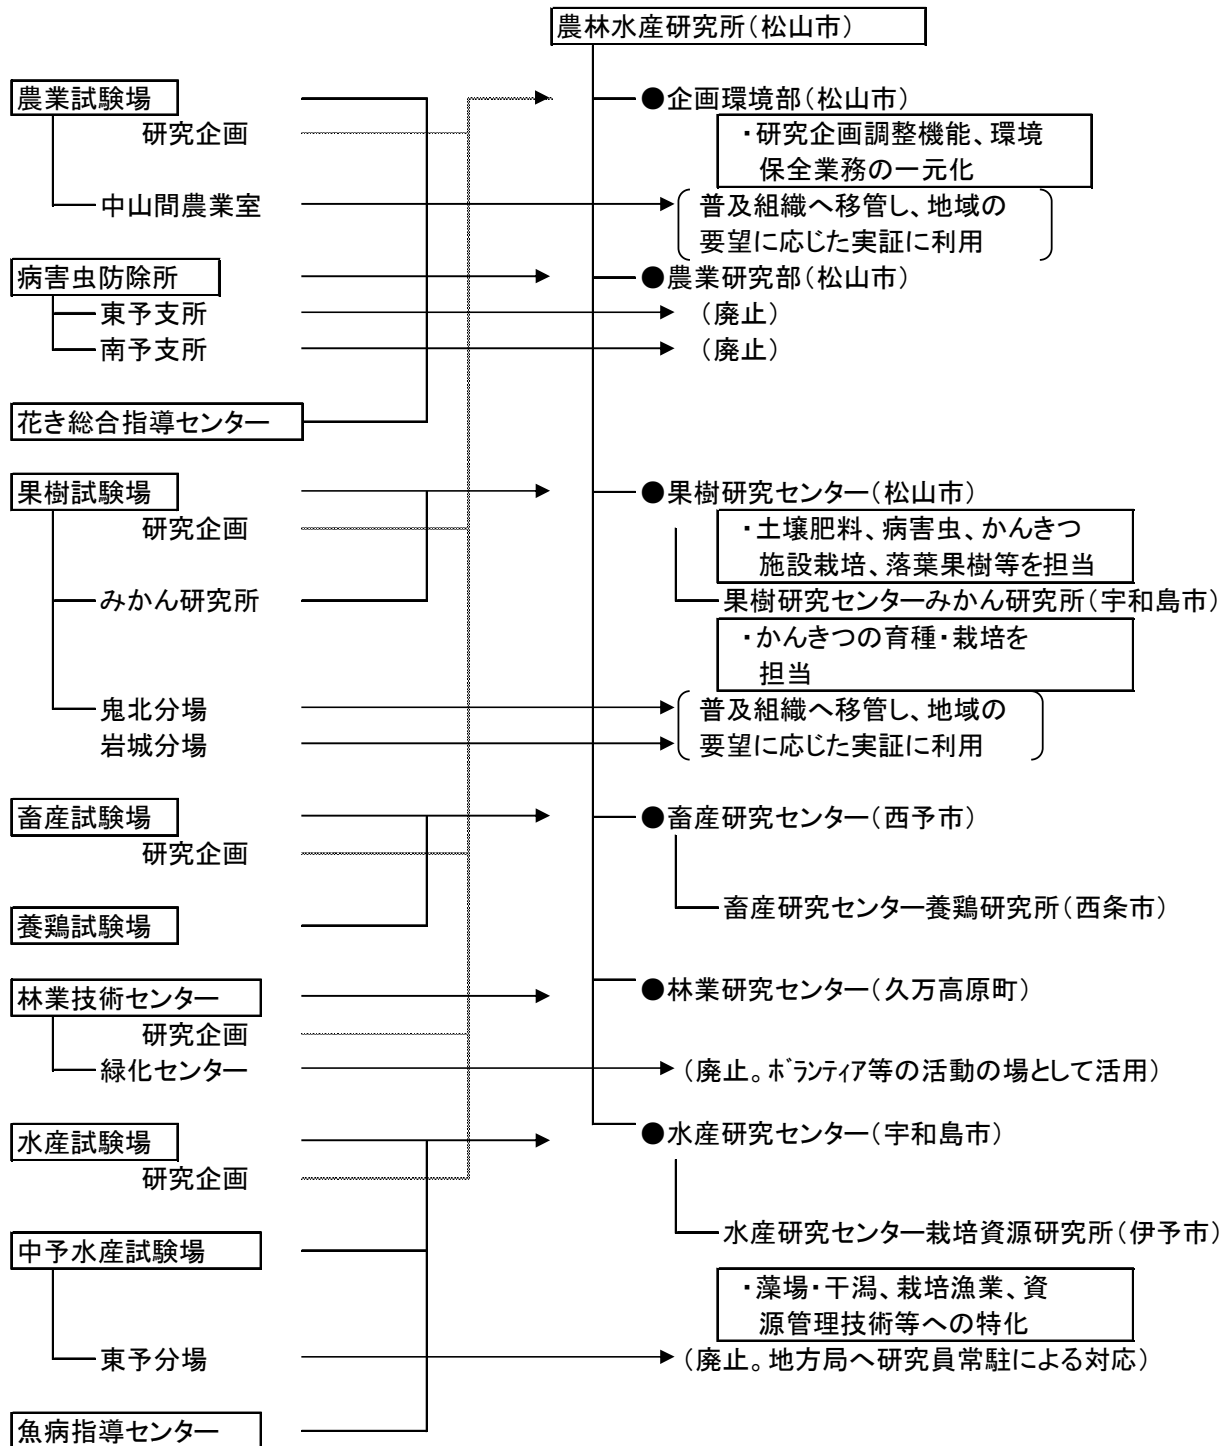 農林水産研究所（松山市）
農業試験場
●企画環境部（松山市）
研究企画
・研究企画調整機能、環境
保全業務の一元化
中山間農業室
普及組織へ移管し、地域の
要望に応じた実証に利用
病害虫防除所
●農業研究部（松山市）
東予支所
（廃止）
南予支所
（廃止）
花き総合指導センター
果樹試験場
●果樹研究センター（松山市）
研究企画
・土壌肥料、病害虫、かんきつ
施設栽培、落葉果樹等を担当
みかん研究所
果樹研究センターみかん研究所（宇和島市）
・かんきつの育種・栽培を
担当
鬼北分場
普及組織へ移管し、地域の
岩城分場
要望に応じた実証に利用
畜産試験場
●畜産研究センター（西予市）
研究企画
畜産研究センター養鶏研究所（西条市）
養鶏試験場
林業技術センター
●林業研究センター（久万高原町）
研究企画
緑化センター
（廃止。ﾎﾞﾗﾝﾃｨｱ等の活動の場として活用）
水産試験場
●水産研究センター（宇和島市）
研究企画
水産研究センター栽培資源研究所（伊予市）
中予水産試験場
・藻場・干潟、栽培漁業、資
源管理技術等への特化
東予分場
（廃止。地方局へ研究員常駐による対応）
魚病指導センター